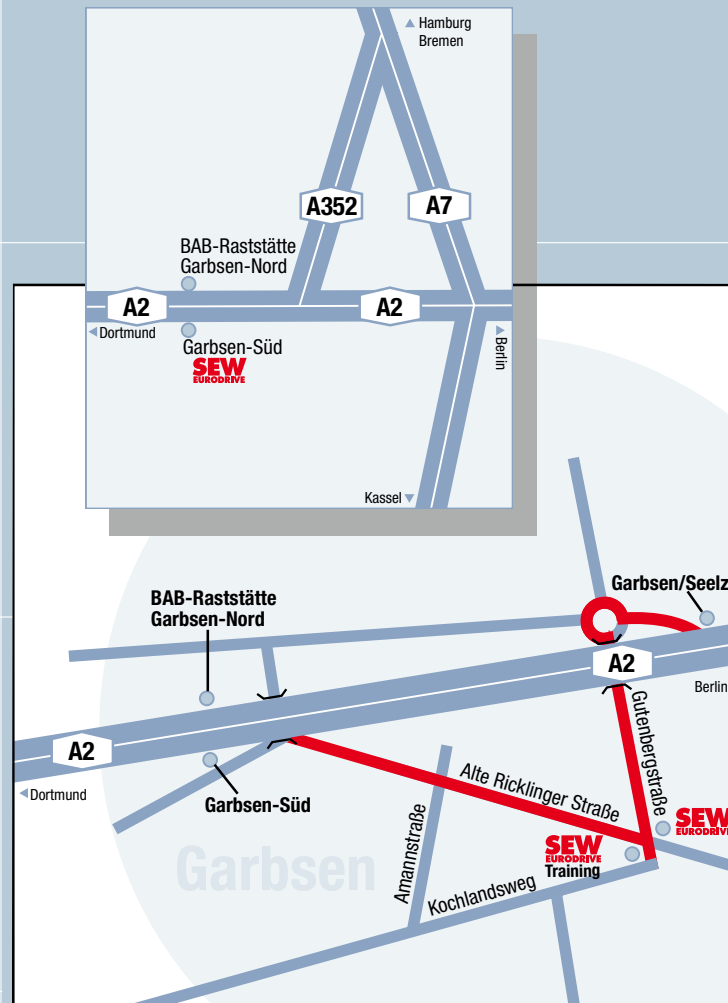 Hamburg
Bremen
A352
A7
BAB-Raststätte
Garbsen-Nord
A2
A2
Dortmund
Garbsen-Süd
SEW
EURODRIVE
Berlin
Kassel
Garbsen/Seelz
BAB-Raststätte
Garbsen-Nord
A2
Berlin
A2
Dortmund
Garbsen-Süd
Gutenbergstraße
Alte Ricklinger Straße
SEW
EURODRIVE
Amannstraße
SEW
EURODRIVE
Training
Garbsen
Kochlandsweg